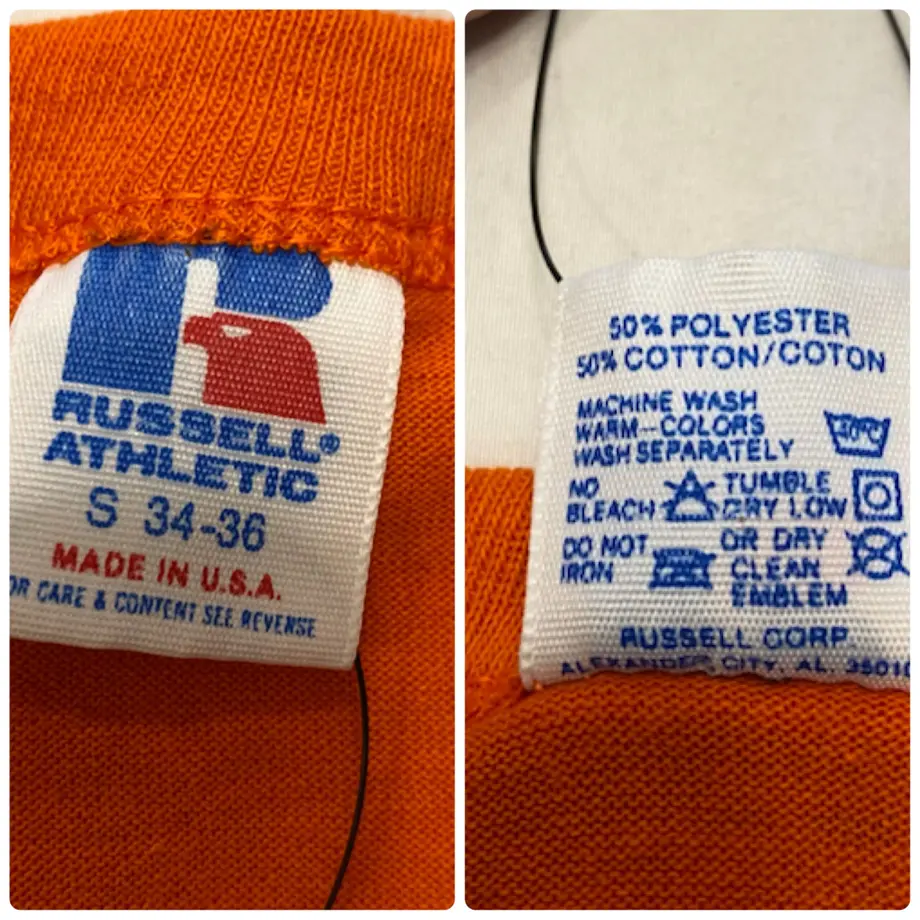 RUSSELL®
ATHLETIC
S 34-36
MADE IN U.S.A.
OR CARE & CONTENT SEE REVERSE
50% POLYESTER
50% COTTON/COTON
MACHINE WASH
WARM-COLORS
WASH SEPARATELY
40°C
NO
BLEACH
TUMBLE
DRY LOW
DO NOT
IRON
OR DRY
CLEAN
EMBLEM
RUSSELL CORP.
ALEXANDER CITY, AL. 35010